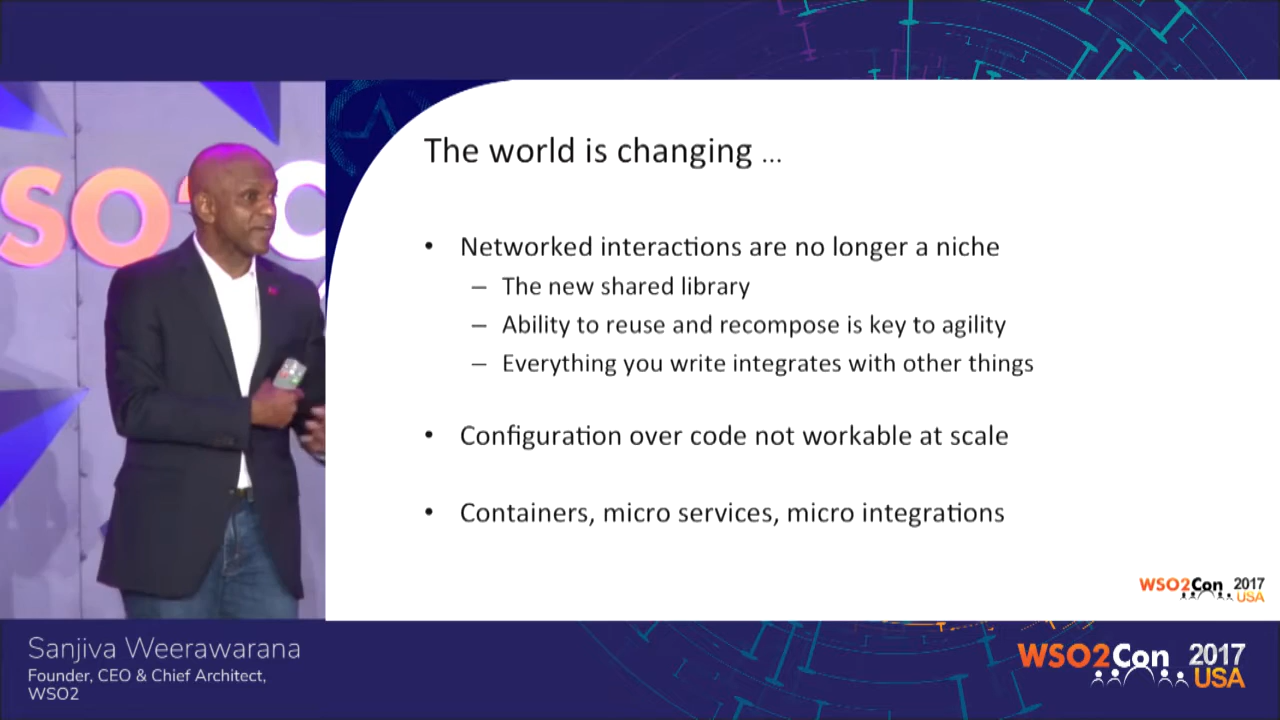 The world is changing ...
• Networked interactions are no longer a niche
– The new shared library
– Ability to reuse and recompose is key to agility
– Everything you write integrates with other things
• Configuration over code not workable at scale
• Containers, micro services, micro integrations
WSO2Con 2017
USA
SO2 C
Sanjiva Weerawarana
Founder, CEO & Chief Architect,
WSO2
WSO2Con 2017
USA